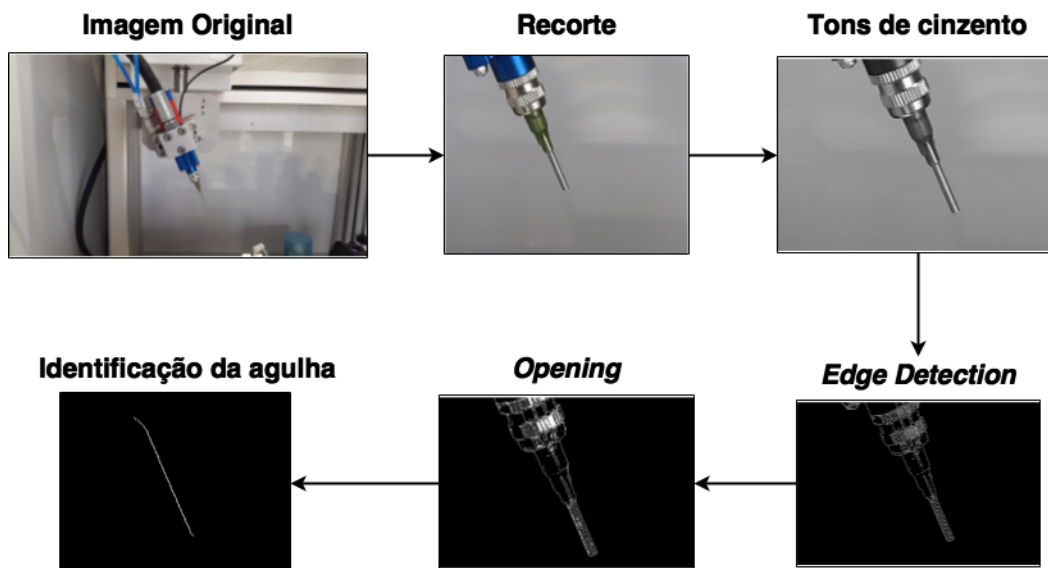 Imagem Original
Recorte
Tons de cinzento
Edge Detection
Opening
Identificação da agulha